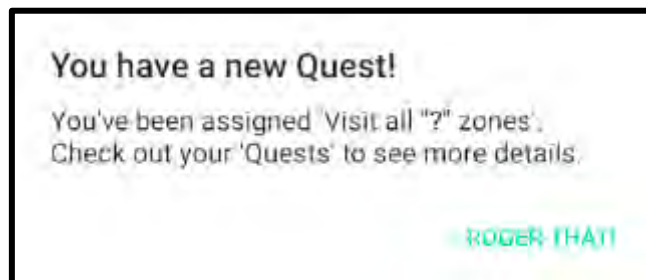 You have a new Quest!
You've been assigned 'Visit all "?" zones'.
Check out your 'Quests' to see more details.
ROGER THAT!